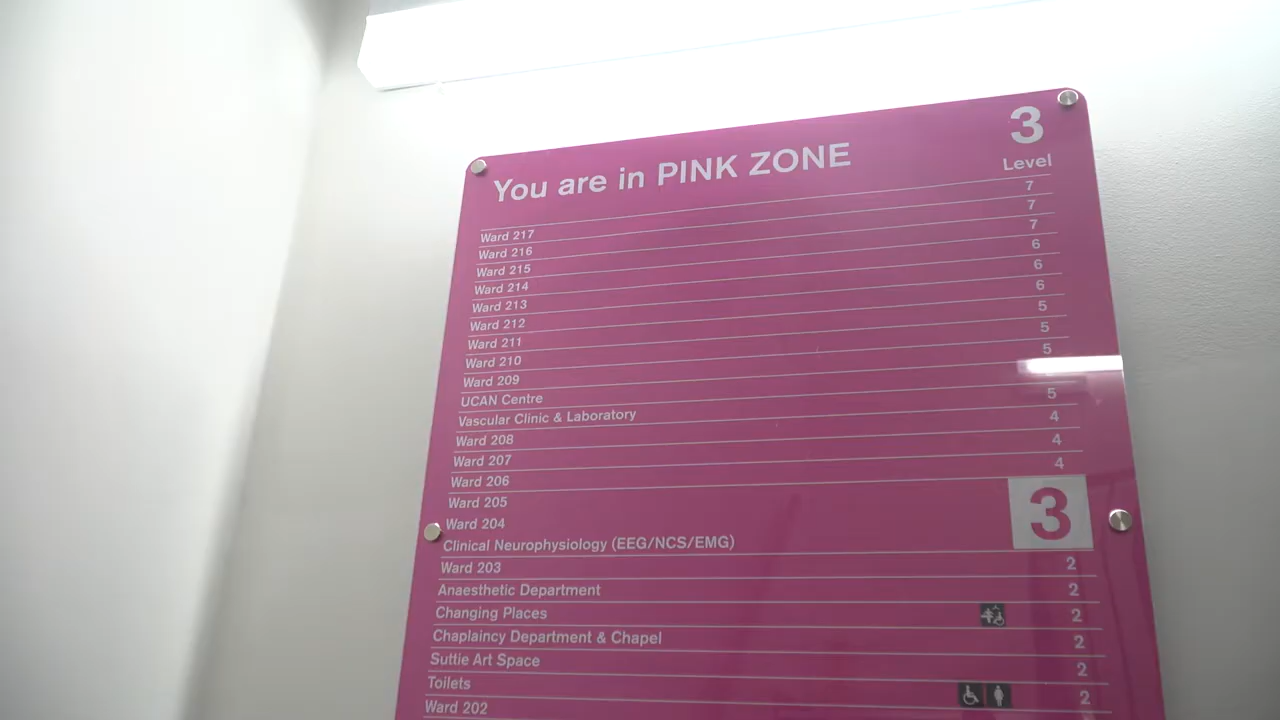 You are in PINK ZONE 3
Level
Ward 217 7
Ward 216 7
Ward 215 7
Ward 214 6
Ward 213 6
Ward 212 6
Ward 211 5
Ward 210 5
Ward 209 5
UCAN Centre
Vascular Clinic & Laboratory 5
Ward 208 4
Ward 207 4
Ward 206 4
Ward 205
Ward 204 3
Clinical Neurophysiology (EEG/NCS/EMG)
Ward 203 2
Anaesthetic Department 2
Changing Places 2
Chaplaincy Department & Chapel 2
Suttie Art Space 2
Toilets 2
Ward 202